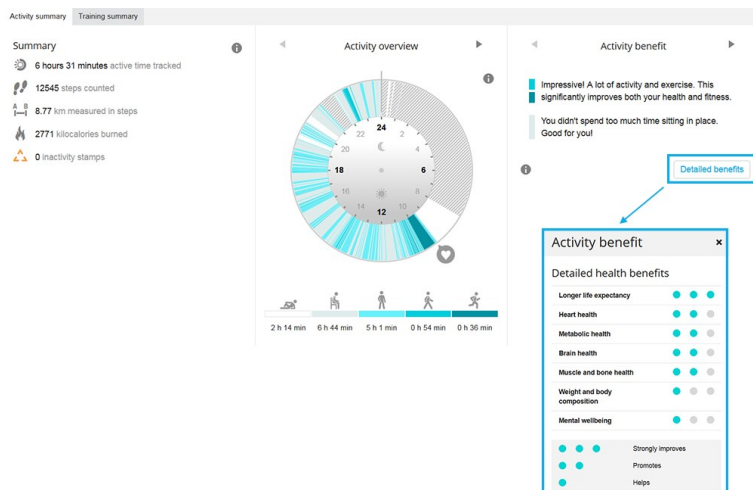 Activity summary
Training summary
Summary
6 hours 31 minutes active time tracked
12545 steps counted
A B
8.77 km measured in steps
2771 kilocalories burned
0 inactivity stamps
Activity overview
24
22
2
20
4
18
6
16
8
14
10
12
2 h 14 min
6 h 44 min
5 h 1 min
0 h 54 min
0 h 36 min
Activity benefit
Impressive! A lot of activity and exercise. This
significantly improves both your health and fitness.
You didn't spend too much time sitting in place.
Good for you!
Detailed benefits
Activity benefit
Detailed health benefits
Longer life expectancy
Heart health
Metabolic health
Brain health
Muscle and bone health
Weight and body
composition
Mental wellbeing
Strongly improves
Promotes
Helps